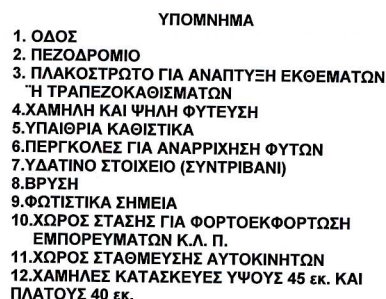 ΥΠΟΜΝΗΜΑ
1. ΟΔΟΣ
2. ΠΕΖΟΔΡΟΜΙΟ
3. ΠΛΑΚΟΣΤΡΩΤΟ ΓΙΑ ΑΝΑΠΤΥΞΗ ΕΚΘΕΜΑΤΩΝ
¨Η ΤΡΑΠΕΖΟΚΑΘΙΣΜΑΤΩΝ
4.ΧΑΜΗΛΗ ΚΑΙ ΨΗΛΗ ΦΥΤΕΥΣΗ
5.ΥΠΑΙΘΡΙΑ ΚΑΘΙΣΤΙΚΑ
6.ΠΕΡΓΚΟΛΕΣ ΓΙΑ ΑΝΑΡΡΙΧΗΣΗ ΦΥΤΩΝ
7.ΥΔΑΤΙΝΟ ΣΤΟΙΧΕΙΟ (ΣΥΝΤΡΙΒΑΝΙ)
8.ΒΡΥΣΗ
9.ΦΩΤΙΣΤΙΚΑ ΣΗΜΕΙΑ
10.ΧΩΡΟΣ ΣΤΑΣΗΣ ΓΙΑ ΦΟΡΤΟΕΚΦΟΡΤΩΣΗ
ΕΜΠΟΡΕΥΜΑΤΩΝ Κ.Λ. Π.
11.ΧΩΡΟΣ ΣΤΑΘΜΕΥΣΗΣ ΑΥΤΟΚΙΝΗΤΩΝ
12.ΧΑΜΗΛΕΣ ΚΑΤΑΣΚΕΥΕΣ ΥΨΟΥΣ 45 εκ. ΚΑΙ
ΠΛΑΤΟΥΣ 40 εκ.